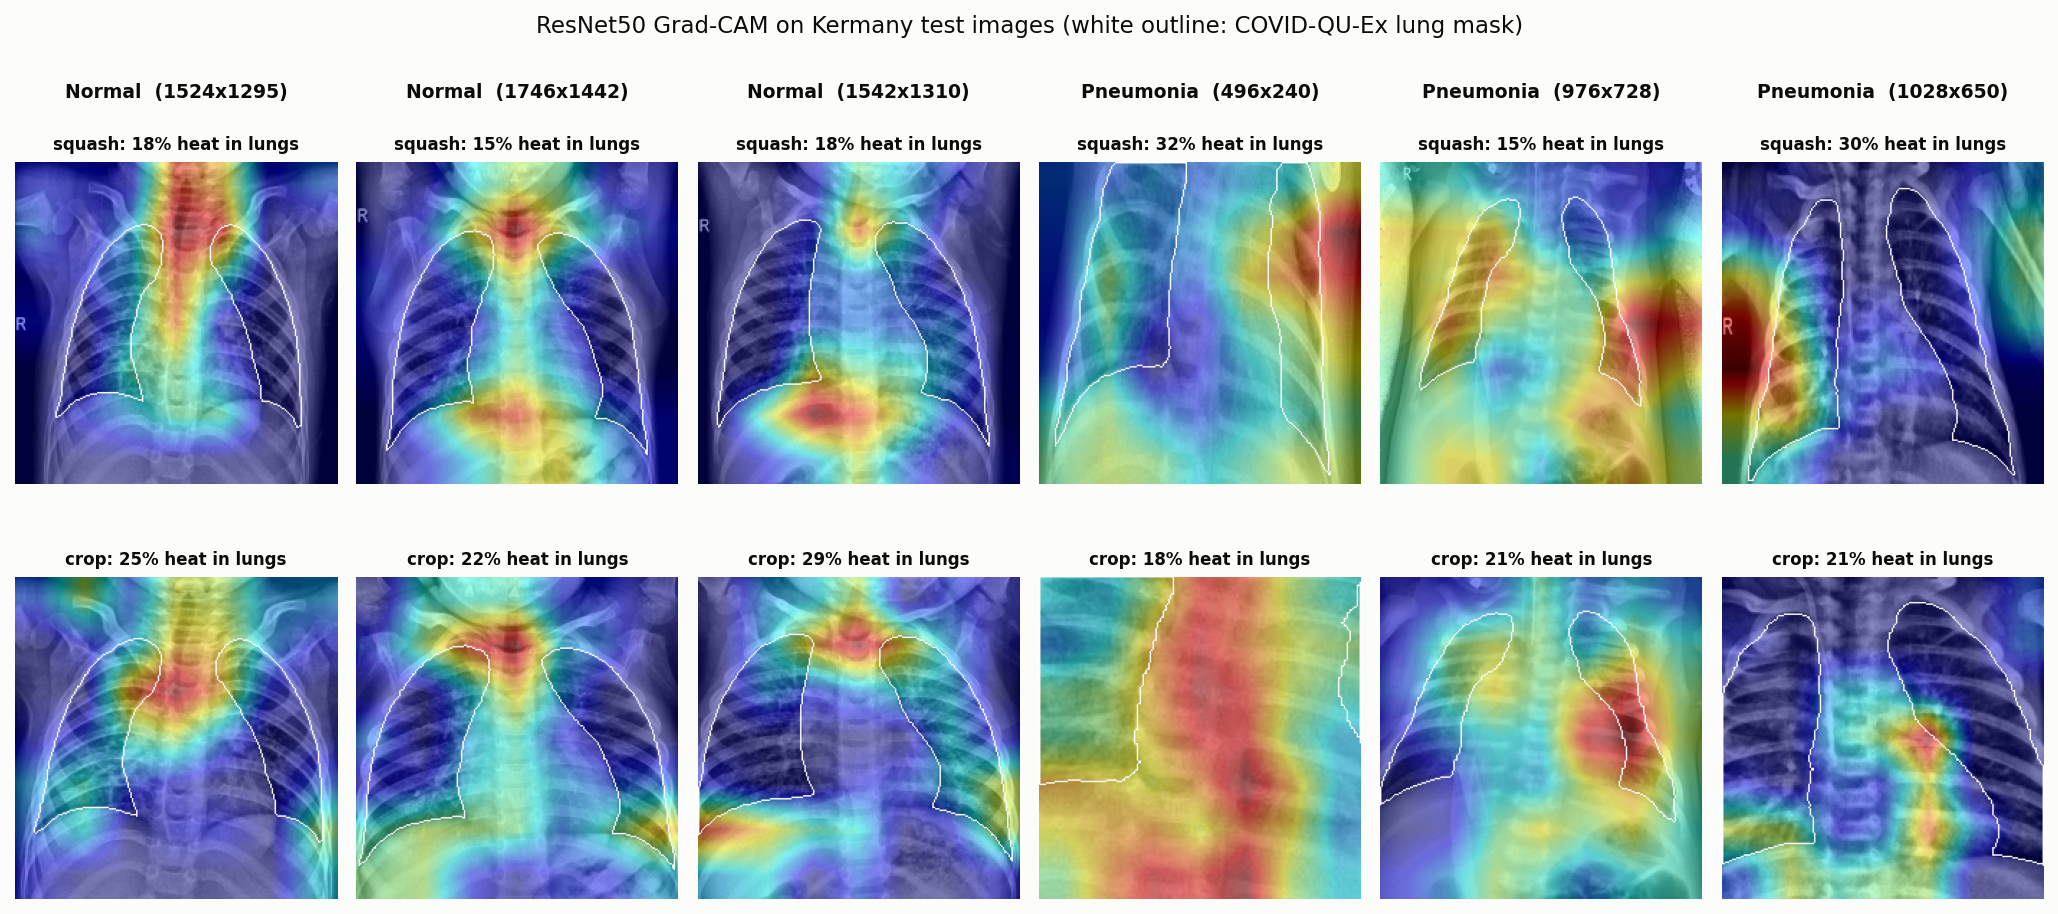 ResNet50 Grad-CAM on Kermany test images (white outline: COVID-QU-Ex lung mask)
Normal (1524x1295)
Normal (1746x1442)
Normal (1542x1310)
Pneumonia (496x240)
Pneumonia (976x728)
Pneumonia (1028x650)
squash: 18% heat in lungs
squash: 15% heat in lungs
squash: 18% heat in lungs
squash: 32% heat in lungs
squash: 15% heat in lungs
squash: 30% heat in lungs
R
R
R
R
R
crop: 25% heat in lungs
crop: 22% heat in lungs
crop: 29% heat in lungs
crop: 18% heat in lungs
crop: 21% heat in lungs
crop: 21% heat in lungs